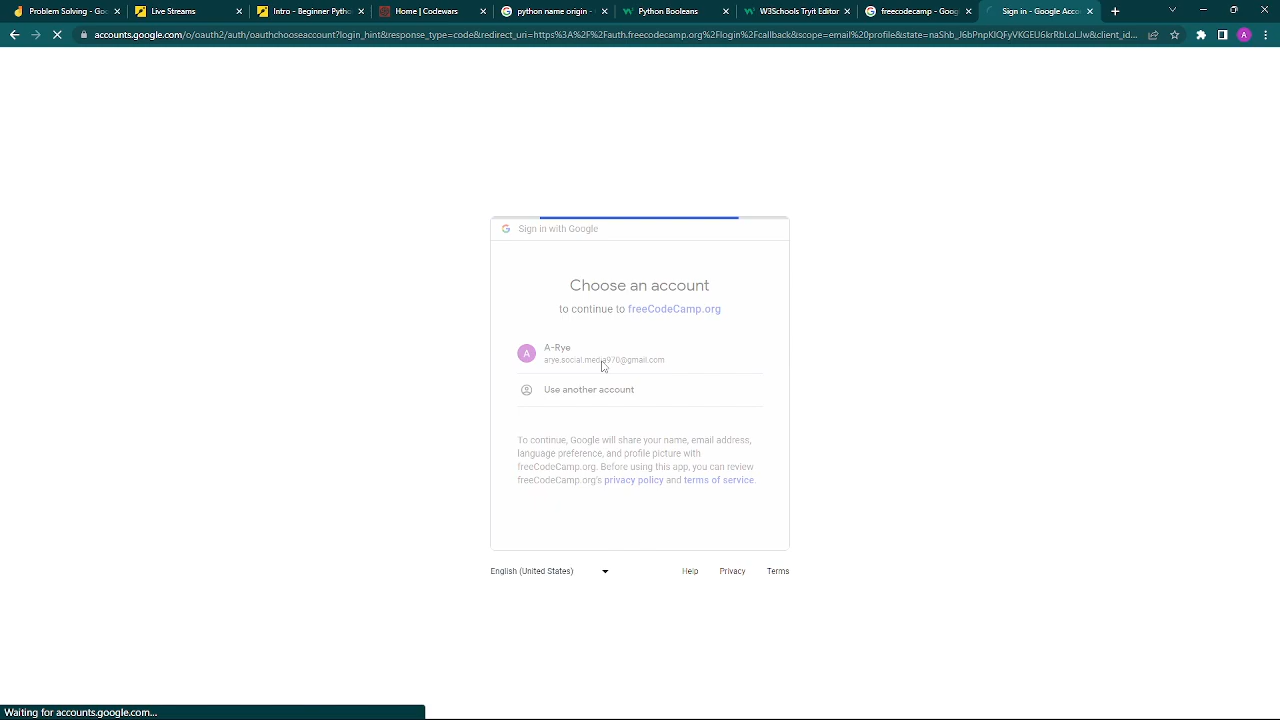 Problem Solving - Go
Live Streams
Intro - Beginner Pytho
Home | Codewars
python name origin -
Python Booleans
W3Schools Tryit Editor
freecodecamp - Goo
Sign in - Google Acco
accounts.google.com/o/oauth2/auth/oauthchooseaccount?login_hint&response_type=code&redirect_uri=https%3A%2F%2Fauth.freecodecamp.org%2Flogin%2Fcallback&scope=email%20profile&state=naShb_J6bPnpKlQFyVKGEU6krRbLoLJw&client_id...
A
Sign in with Google
Choose an account
to continue to freeCodeCamp.org
A
A-Rye
arye.social.media970@gmail.com
Use another account
To continue, Google will share your name, email address,
language preference, and profile picture with
freeCodeCamp.org. Before using this app, you can review
freeCodeCamp.org's privacy policy and terms of service.
English (United States)
Help
Privacy
Terms
Waiting for accounts.google.com...